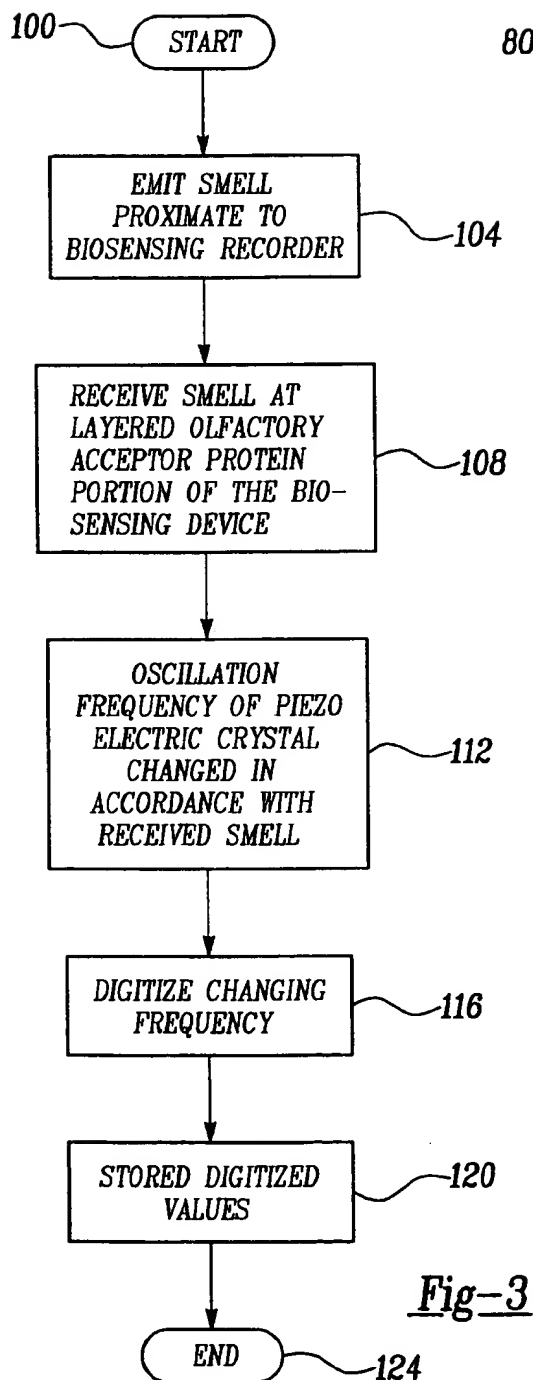 100
START
80
EMIT SMELL
PROXIMATE TO
BIOSENSING RECORDER
104
RECEIVE SMELL AT
LAYERED OLFACTORY
ACCEPTOR PROTEIN
PORTION OF THE BIO-
SENSING DEVICE
108
OSCILLATION
FREQUENCY OF PIEZO
ELECTRIC CRYSTAL
CHANGED IN
ACCORDANCE WITH
RECEIVED SMELL
112
DIGITIZE CHANGING
FREQUENCY
116
STORED DIGITIZED
VALUES
120
Fig-3
END
124